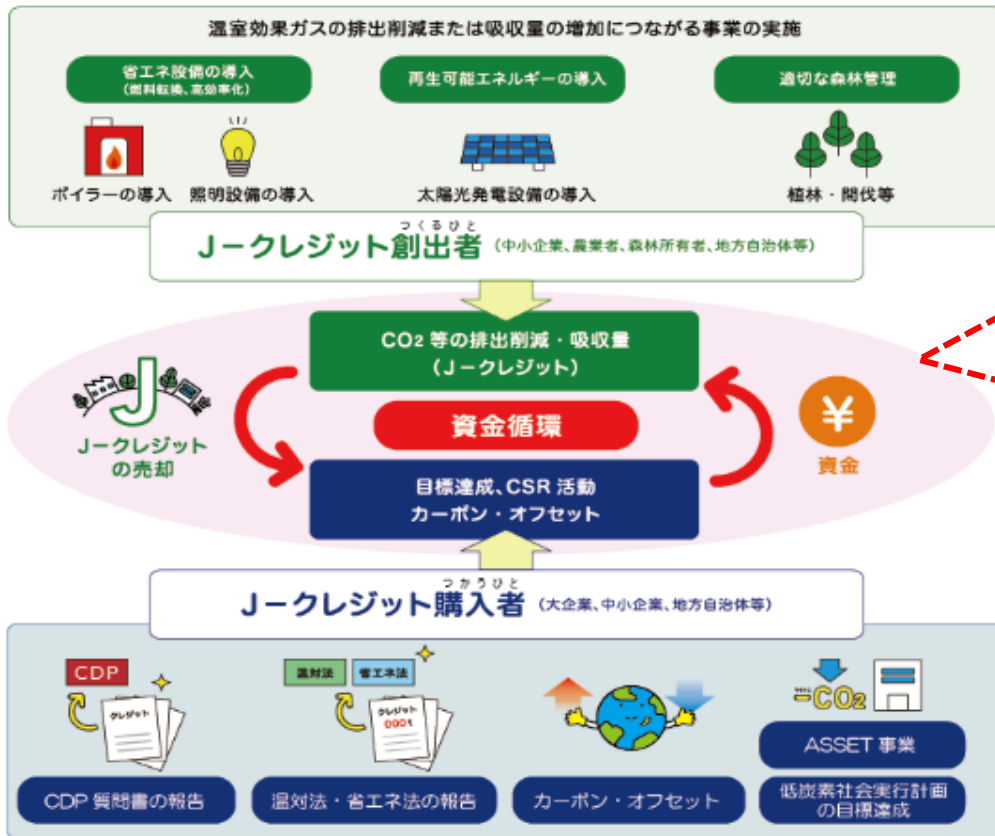 温室効果ガスの排出削減または吸収量の増加につながる事業の実施
省エネ設備の導入
(燃料転換、高効率化)
再生可能エネルギーの導入
適切な森林管理
ボイラーの導入
照明設備の導入
太陽光発電設備の導入
植林・間伐等
つくるひと
J−クレジット創出者 (中小企業、農業者、森林所有者、地方自治体等)
CO2 等の排出削減・吸収量
(J−クレジット)
J
J−クレジット
の売却
資金循環
¥
資金
目標達成、CSR 活動
カーボン・オフセット
つかうひと
J−クレジット購入者 (大企業、中小企業、地方自治体等)
CDP
クレジット
CDP 質問書の報告
温対法
省エネ法
クレジット
000t
温対法・省エネ法の報告
カーボン・オフセット
CO2
ASSET 事業
低炭素社会実行計画
の目標達成